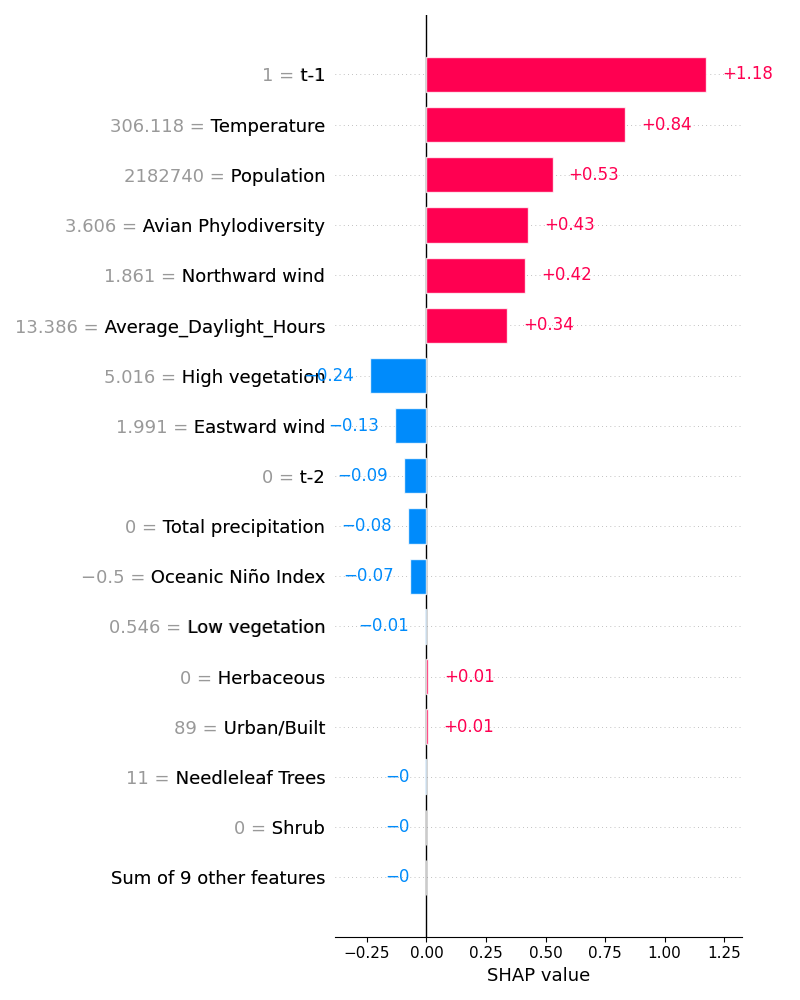 1 = t-1 +1.18
306.118 = Temperature +0.84
2182740 = Population +0.53
3.606 = Avian Phylodiversity +0.43
1.861 = Northward wind +0.42
13.386 = Average_Daylight_Hours +0.34
5.016 = High vegetation −0.24
1.991 = Eastward wind −0.13
0 = t-2 −0.09
0 = Total precipitation −0.08
−0.5 = Oceanic Niño Index −0.07
0.546 = Low vegetation −0.01
0 = Herbaceous +0.01
89 = Urban/Built +0.01
11 = Needleleaf Trees −0
0 = Shrub −0
Sum of 9 other features −0
−0.25 0.00 0.25 0.50 0.75 1.00 1.25
SHAP value